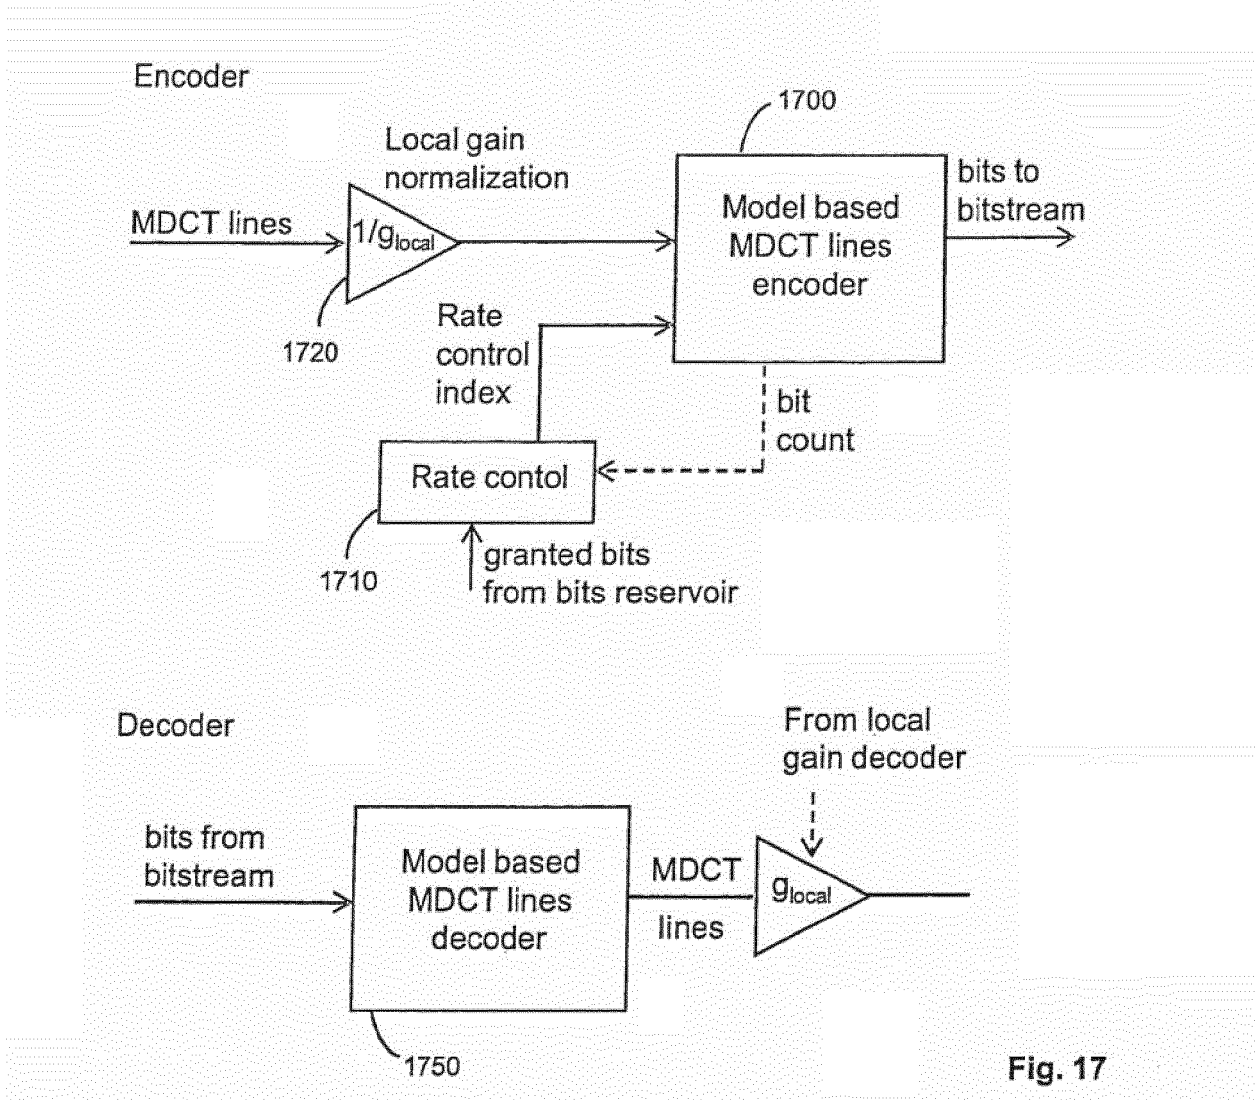 Encoder
1700
Local gain
normalization
MDCT lines
1/glocal
1720
Model based
MDCT lines
encoder
bits to
bitstream
Rate
control
index
bit
count
Rate contol
1710
granted bits
from bits reservoir
Decoder
From local
gain decoder
bits from
bitstream
Model based
MDCT lines
decoder
MDCT
lines
glocal
1750
Fig. 17